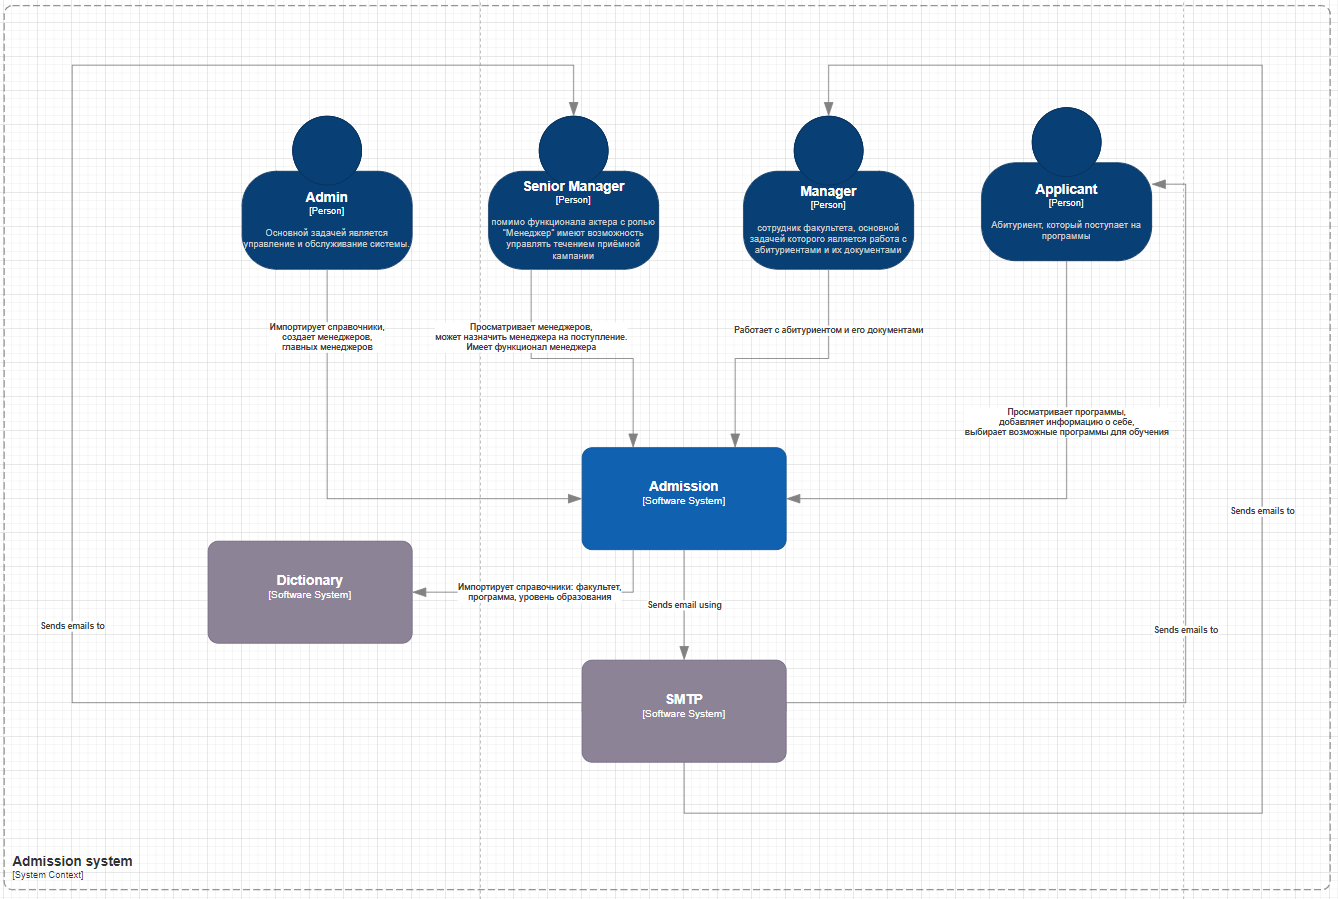 Admin
[Person]
Основной задачей является
управление и обслуживание системы.
Senior Manager
[Person]
помимо функционала актера с ролью
"Менеджер" имеют возможность
управлять течением приёмной
кампании
Manager
[Person]
сотрудник факультета, основной
задачей которого является работа с
абитуриентами и их документами
Applicant
[Person]
Абитуриент, который поступает на
программы
Импортирует справочники,
создает менеджеров,
главных менеджеров
Просматривает менеджеров,
может назначить менеджера на поступление.
Имеет функционал менеджера
Работает с абитуриентом и его документами
Просматривает программы,
добавляет информацию о себе,
выбирает возможные программы для обучения
Admission
[Software System]
Sends emails to
Dictionary
[Software System]
Импортирует справочники: факультет,
программа, уровень образования
Sends email using
Sends emails to
Sends emails to
SMTP
[Software System]
Admission system
[System Context]